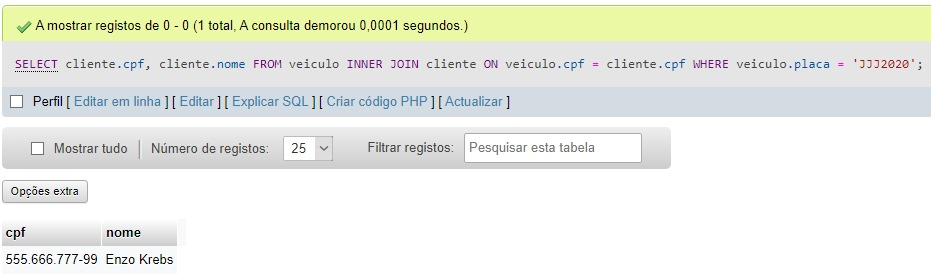 A mostrar registos de 0 - 0 (1 total, A consulta demorou 0,0001 segundos.)
SELECT cliente.cpf, cliente.nome FROM veiculo INNER JOIN cliente ON veiculo.cpf = cliente.cpf WHERE veiculo.placa = 'JJJ2020';
Perfil [ Editar em linha ] [ Editar ] [ Explicar SQL ] [ Criar código PHP ] [ Actualizar ]
Mostrar tudo Número de registos: 25 Filtrar registos: Pesquisar esta tabela
Opções extra
cpf nome
555.666.777-99 Enzo Krebs